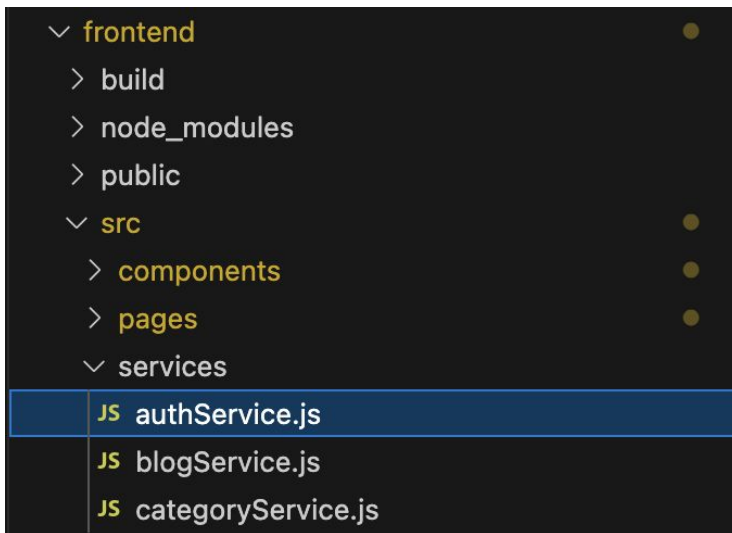 frontend
build
node_modules
public
src
components
pages
services
JS authService.js
JS blogService.js
JS categoryService.js